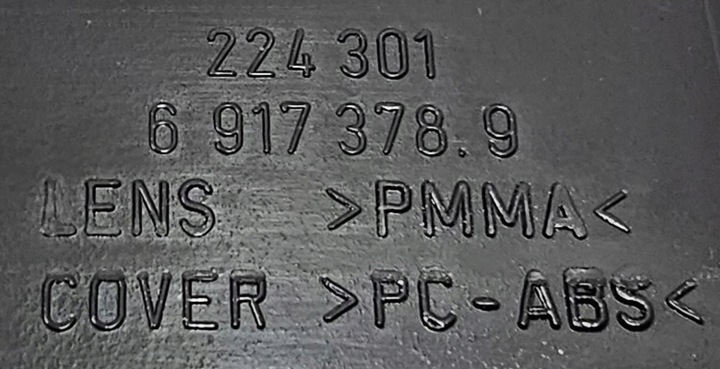 224 301
6 917 378.9
LENS >PMMA<
COVER >PC-ABS<